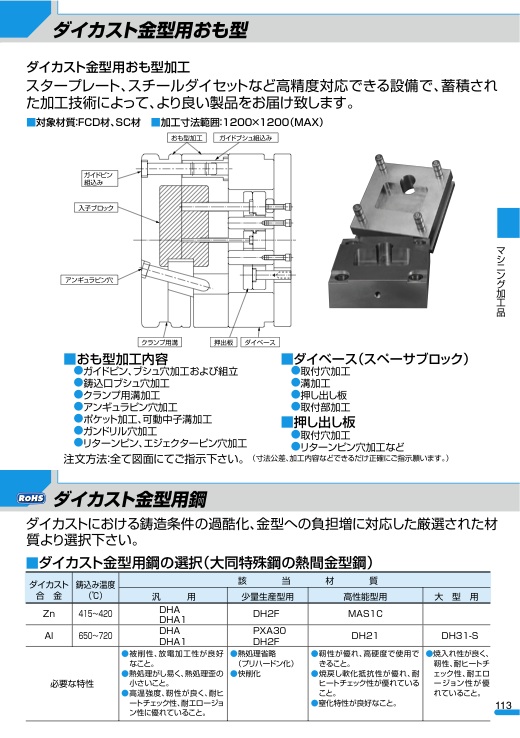 ダイカスト金型用おも型
ダイカスト金型用おも型加工
スタープレート、スチールダイセットなど高精度対応できる設備で、蓄積され
た加工技術によって、より良い製品をお届け致します。
■対象材質:FCD材、SC材 ■加工寸法範囲:1200×1200(MAX)
おも型加工 ガイドブシュ組込み
ガイドピン
組込み
入子ブロック
アンギュラピン穴
クランプ用溝 押出板 ダイベース
マシニング加工品
■おも型加工内容
●ガイドピン、ブシュ穴加工および組立
●鋳込口ブシュ穴加工
●クランプ用溝加工
●アンギュラピン穴加工
●ポケット加工、可動中子溝加工
●ガンドリル穴加工
●リターンピン、エジェクターピン穴加工
■ダイベース(スペーサブロック)
●取付穴加工
●溝加工
●押し出し板
●取付部加工
■押し出し板
●取付穴加工
●リターンピン穴加工など
注文方法:全て図面にてご指示下さい。(寸法公差、加工内容などできるだけ正確にご指示願います。)
RoHS ダイカスト金型用鋼
ダイカストにおける鋳造条件の過酷化、金型への負担増に対応した厳選された材
質より選択下さい。
■ダイカスト金型用鋼の選択(大同特殊鋼の熱間金型鋼)
ダイカスト合金 鋳込み温度(℃) 該当材質
汎用 少量生産型用 高性能型用 大型用
Zn 415~420 DHA DHA1 DH2F MAS1C
Al 650~720 DHA DHA1 PXA30 DH2F DH21 DH31-S
必要な特性
●被削性、放電加工性が良好
なこと。
●熱処理がし易く、熱処理歪の
小さいこと。
●高温強度、靭性が良く、耐ヒ
ートチェック性、耐エロージョ
ン性に優れていること。
●熱処理省略
(プリハードン化)
●快削化
●靭性が優れ、高硬度で使用で
きること。
●焼戻し軟化抵抗性が優れ、耐
ヒートチェック性が優れている
こと。
●窒化特性が良好なこと。
●焼入れ性が良く、
靭性、耐ヒートチ
ェック性、耐エロ
ージョン性が優
れていること。
113